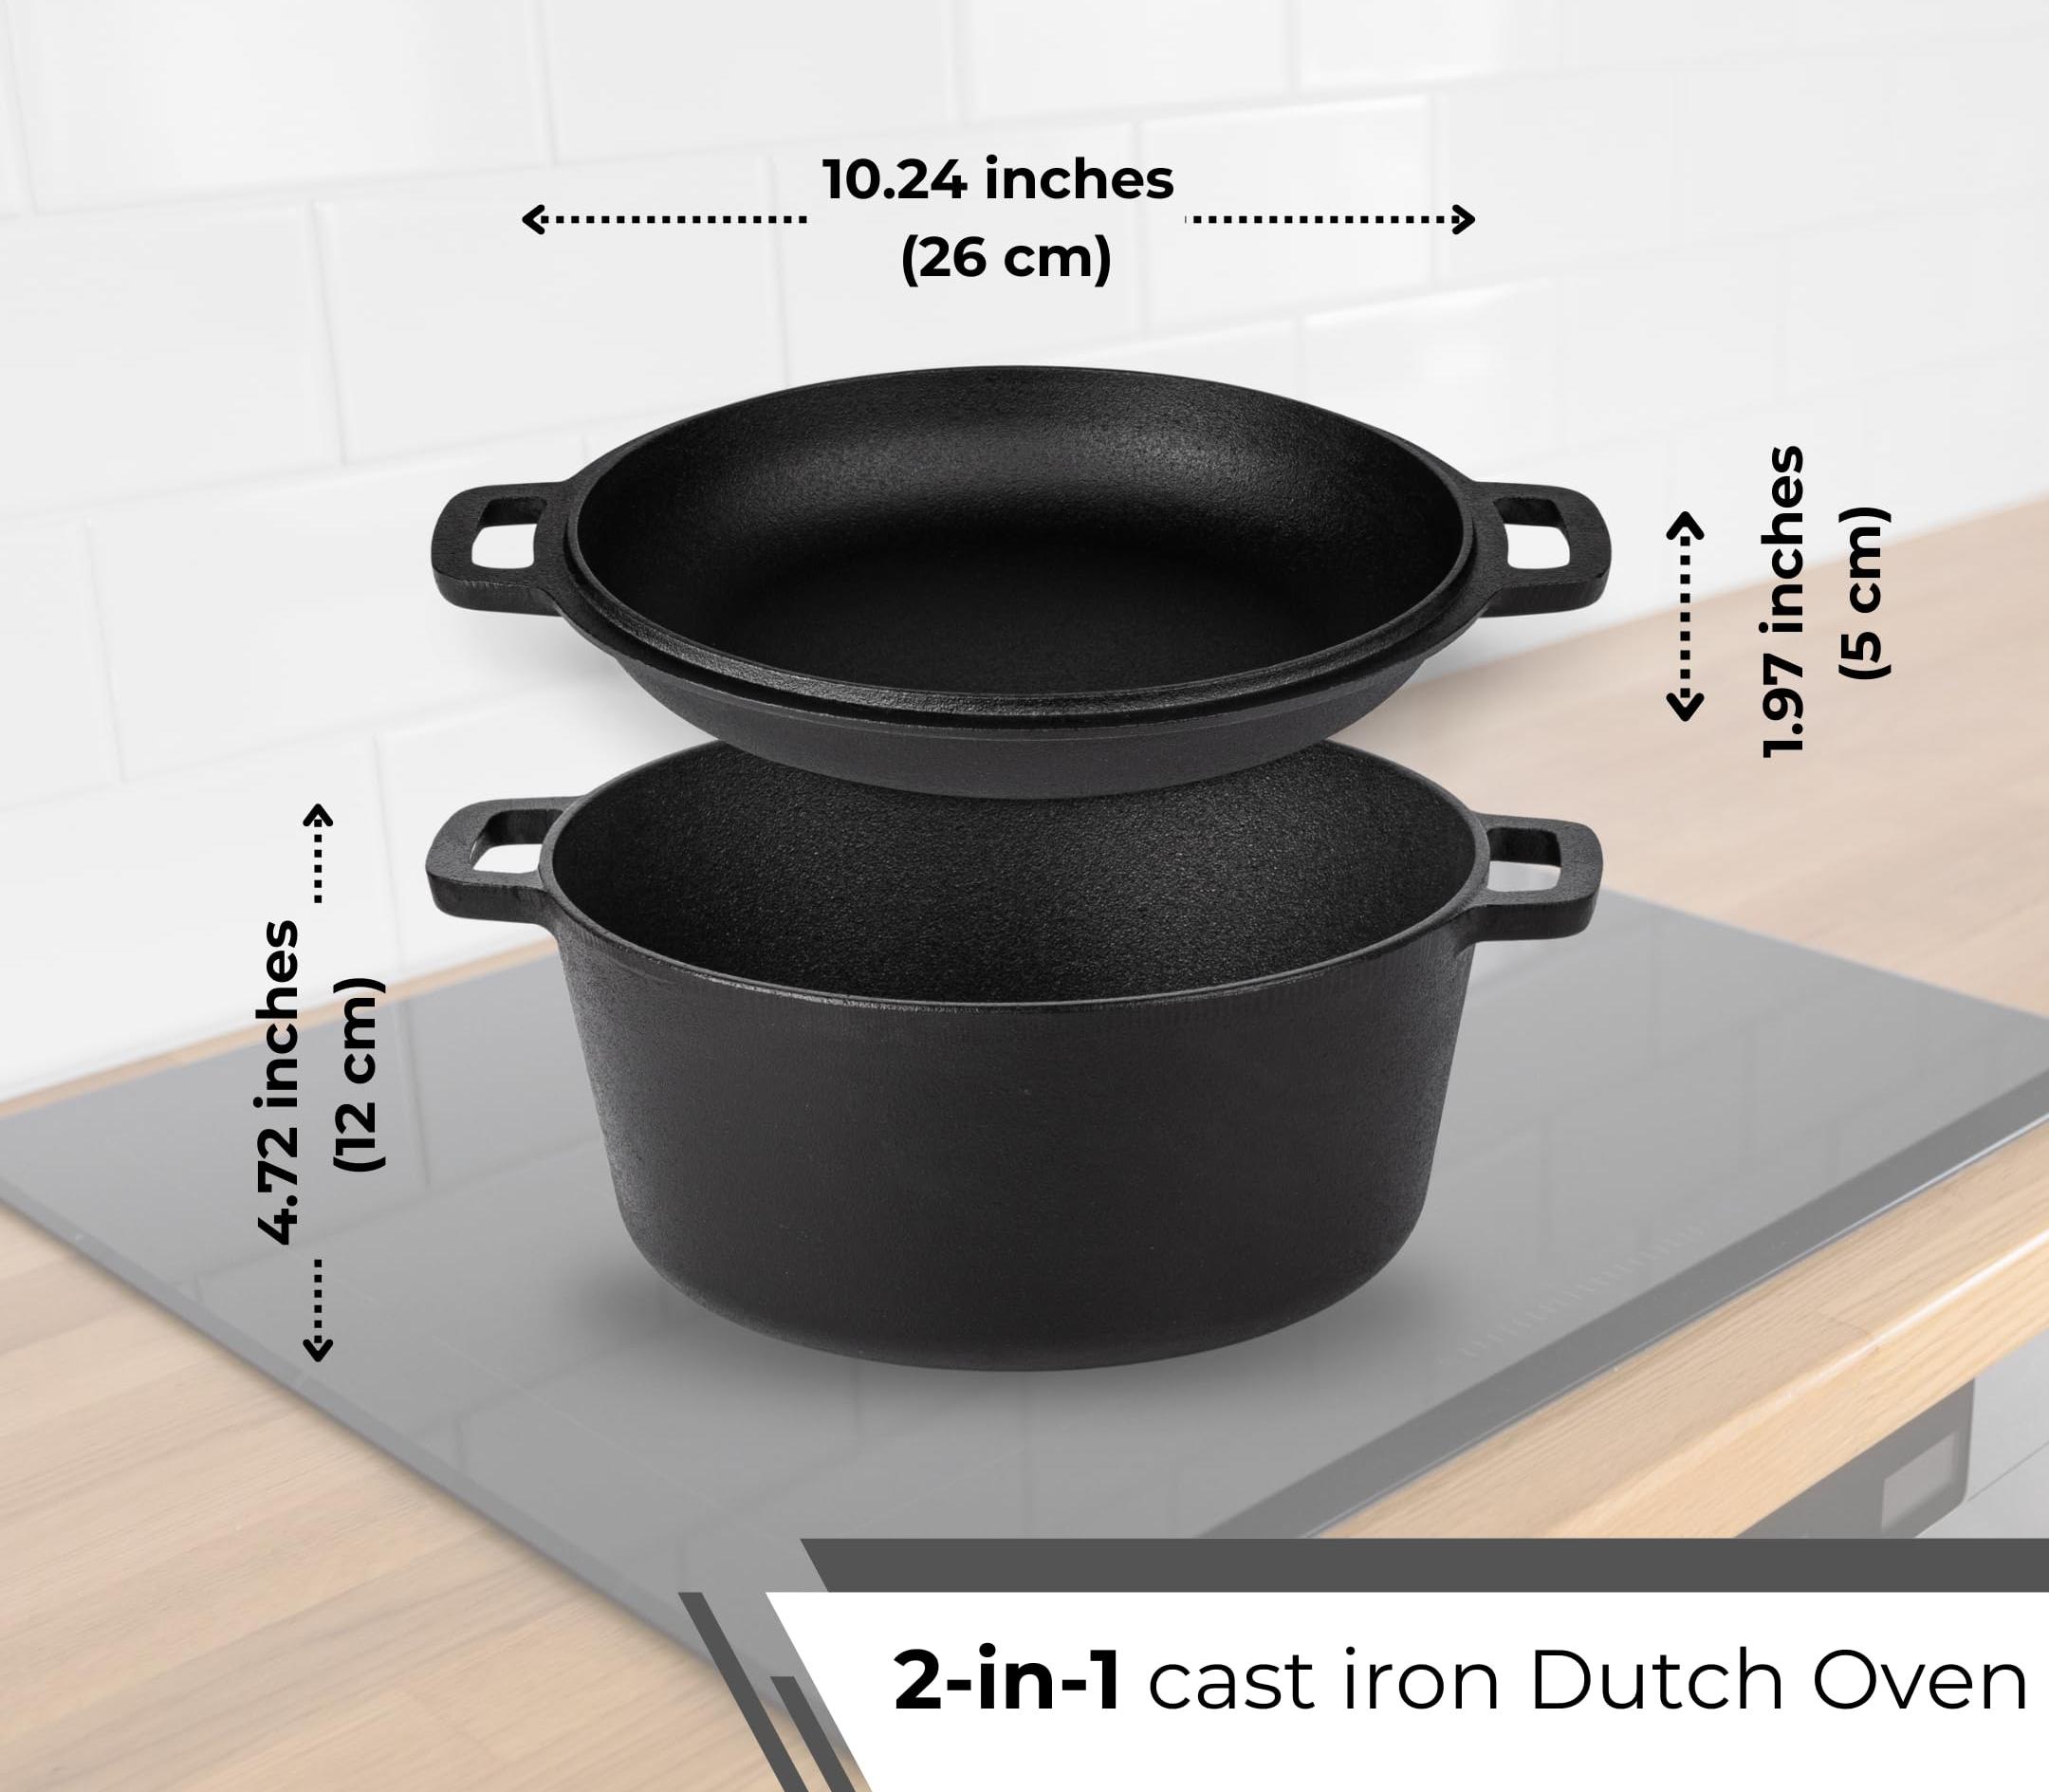 10.24 inches
(26 cm)
1.97 inches
(5 cm)
4.72 inches
(12 cm)
2-in-1 cast iron Dutch Oven